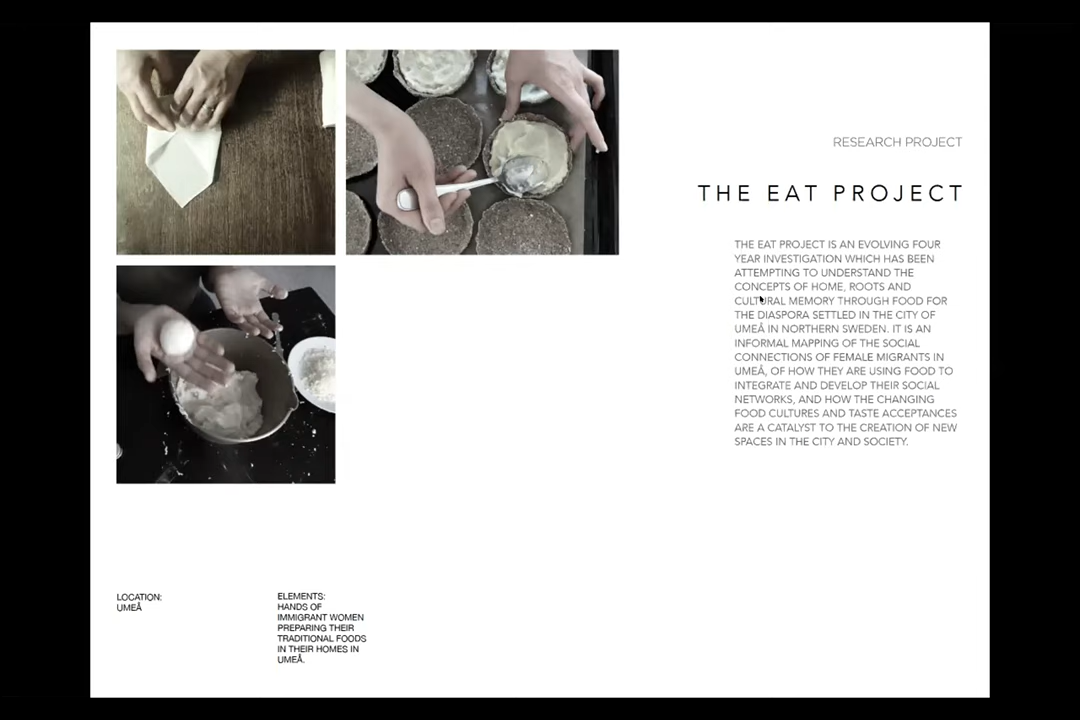 RESEARCH PROJECT
THE EAT PROJECT
THE EAT PROJECT IS AN EVOLVING FOUR
YEAR INVESTIGATION WHICH HAS BEEN
ATTEMPTING TO UNDERSTAND THE
CONCEPTS OF HOME, ROOTS AND
CULTURAL MEMORY THROUGH FOOD FOR
THE DIASPORA SETTLED IN THE CITY OF
UMEÅ IN NORTHERN SWEDEN. IT IS AN
INFORMAL MAPPING OF THE SOCIAL
CONNECTIONS OF FEMALE MIGRANTS IN
UMEÅ, OF HOW THEY ARE USING FOOD TO
INTEGRATE AND DEVELOP THEIR SOCIAL
NETWORKS, AND HOW THE CHANGING
FOOD CULTURES AND TASTE ACCEPTANCES
ARE A CATALYST TO THE CREATION OF NEW
SPACES IN THE CITY AND SOCIETY.
LOCATION:
UMEÅ
ELEMENTS:
HANDS OF
IMMIGRANT WOMEN
PREPARING THEIR
TRADITIONAL FOODS
IN THEIR HOMES IN
UMEÅ.